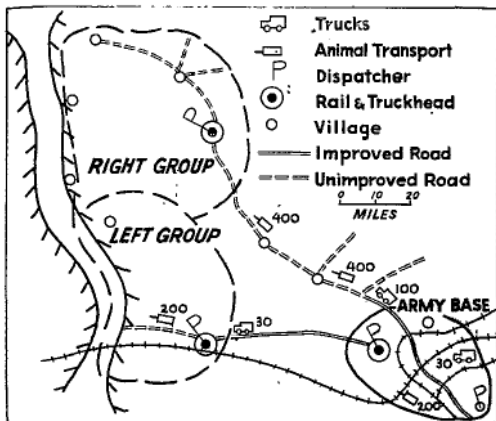 Trucks
Animal Transport
Dispatcher
Rail & Truckhead
Village
Improved Road
Unimproved Road
0 10 20
MILES
RIGHT GROUP
LEFT GROUP
400
400
100
ARMY BASE
200
30
30
200